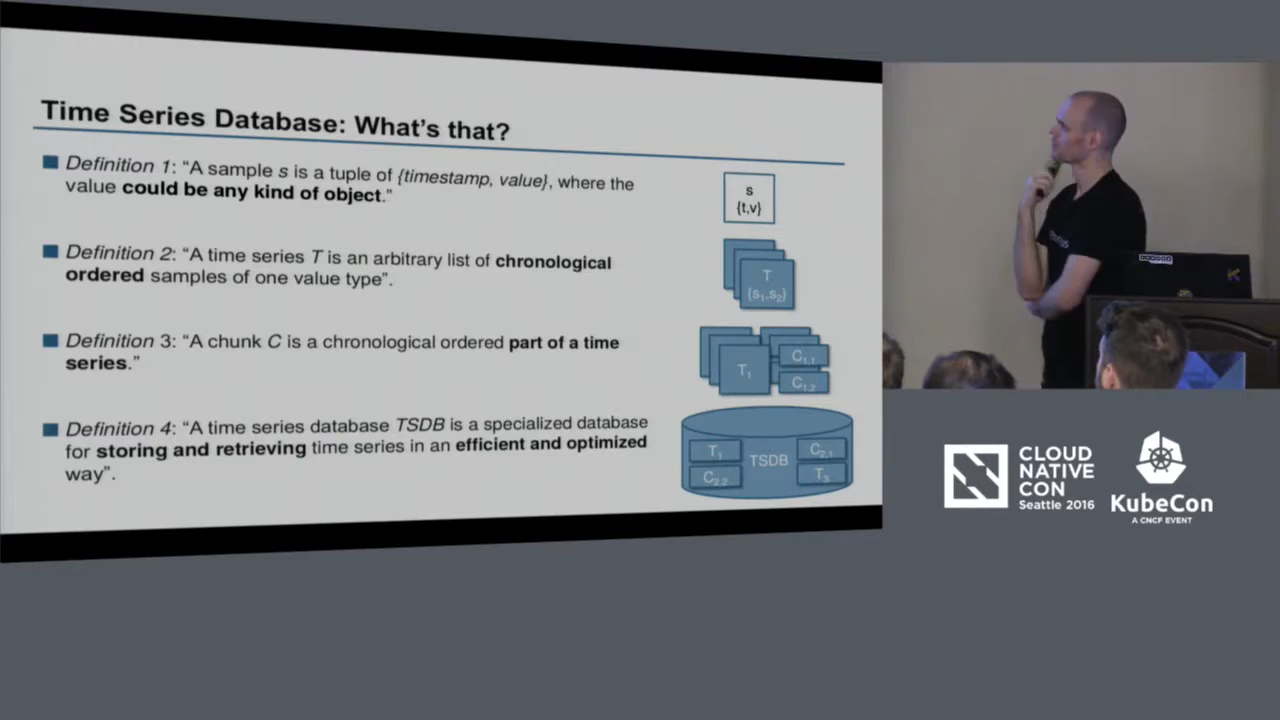 Time Series Database: What's that?
Definition 1: "A sample s is a tuple of {timestamp, value}, where the
value could be any kind of object."
s
{t,v}
Definition 2: "A time series T is an arbitrary list of chronological
ordered samples of one value type".
T
{s₁,s₂}
Definition 3: "A chunk C is a chronological ordered part of a time
series."
T₁
C₁,₁
C₁,₂
Definition 4: "A time series database TSDB is a specialized database
for storing and retrieving time series in an efficient and optimized
way".
T₁
C₂,₂
TSDB
C₂,₁
T₃
CLOUD
NATIVE
CON
Seattle 2016
KubeCon
A CNCF EVENT